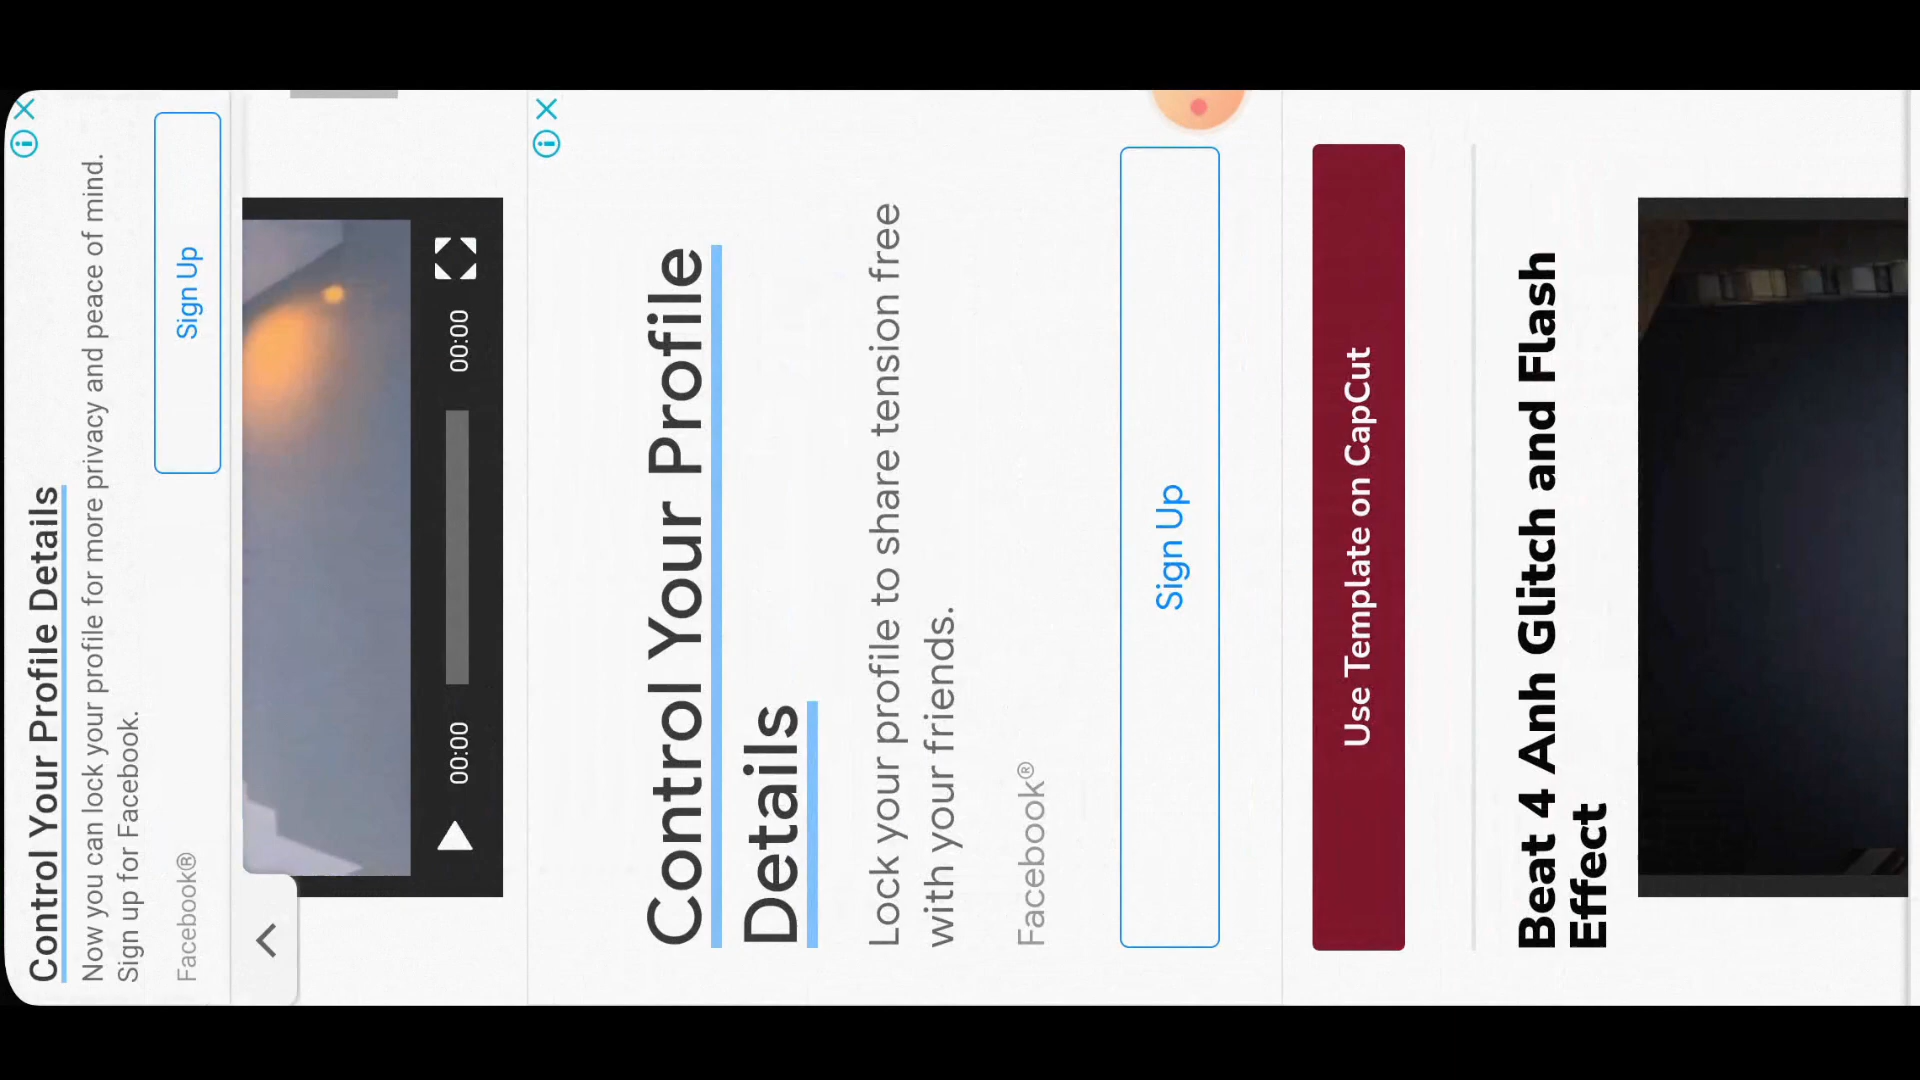 Control Your Profile Details
Now you can lock your profile for more privacy and peace of mind.
Sign up for Facebook.
Facebook®
Sign Up
00:00
00:00
Control Your Profile
Details
Lock your profile to share tension free
with your friends.
Facebook®
Sign Up
Use Template on CapCut
Beat 4 Anh Glitch and Flash
Effect